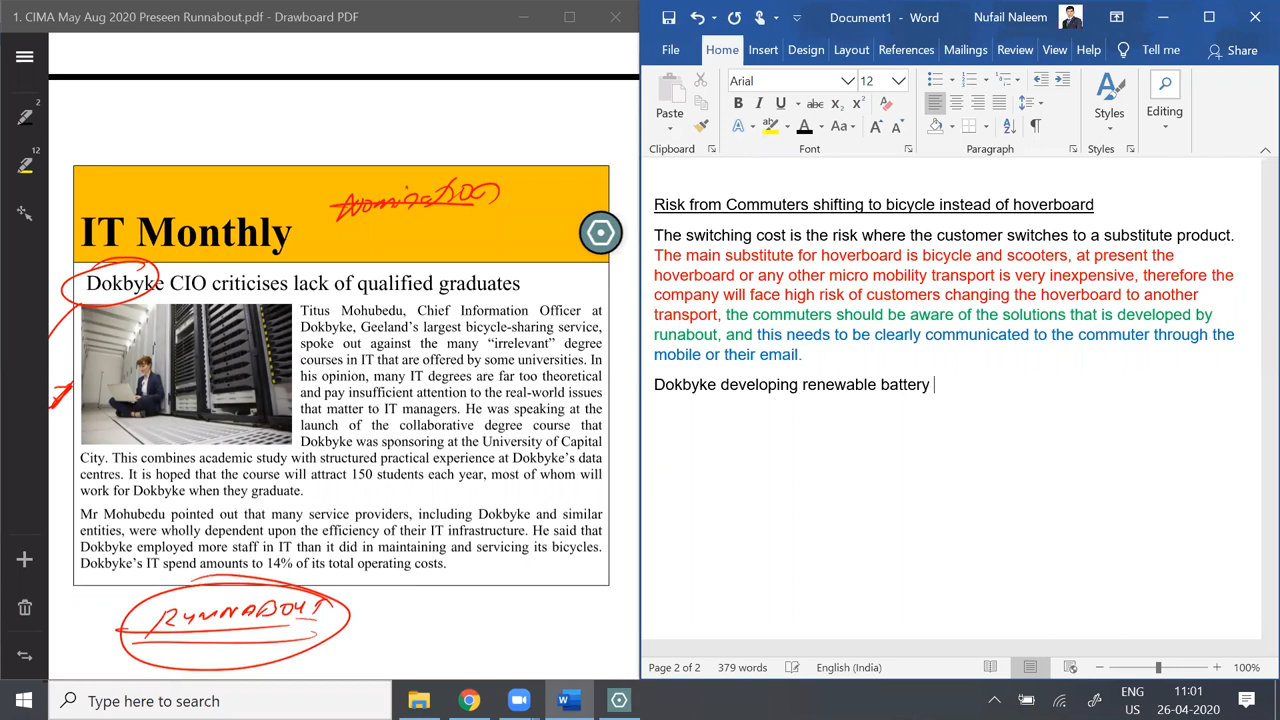 1. CIMA May Aug 2020 Preseen Runnabout.pdf - Drawboard PDF
2
12
Nomination
IT Monthly
Dokbyke CIO criticises lack of qualified graduates
Titus Mohubedu, Chief Information Officer at
Dokbyke, Geeland's largest bicycle-sharing service,
spoke out against the many "irrelevant" degree
courses in IT that are offered by some universities. In
his opinion, many IT degrees are far too theoretical
and pay insufficient attention to the real-world issues
that matter to IT managers. He was speaking at the
launch of the collaborative degree course that
Dokbyke was sponsoring at the University of Capital
City. This combines academic study with structured practical experience at Dokbyke's data
centres. It is hoped that the course will attract 150 students each year, most of whom will
work for Dokbyke when they graduate.
Mr Mohubedu pointed out that many service providers, including Dokbyke and similar
entities, were wholly dependent upon the efficiency of their IT infrastructure. He said that
Dokbyke employed more staff in IT than it did in maintaining and servicing its bicycles.
Dokbyke's IT spend amounts to 14% of its total operating costs.
RUNNABOUT
Document1 - Word
Nufail Naleem
File Home Insert Design Layout References Mailings Review View Help Tell me Share
Arial 12
Paste
B I U abc x₂ x²
A A Aa A A
Styles
Editing
Clipboard Font Paragraph Styles
Risk from Commuters shifting to bicycle instead of hoverboard
The switching cost is the risk where the customer switches to a substitute product.
The main substitute for hoverboard is bicycle and scooters, at present the
hoverboard or any other micro mobility transport is very inexpensive, therefore the
company will face high risk of customers changing the hoverboard to another
transport, the commuters should be aware of the solutions that is developed by
runabout, and this needs to be clearly communicated to the commuter through the
mobile or their email.
Dokbyke developing renewable battery
Page 2 of 2 379 words English (India) 100%
Type here to search
ENG
US
11:01
26-04-2020